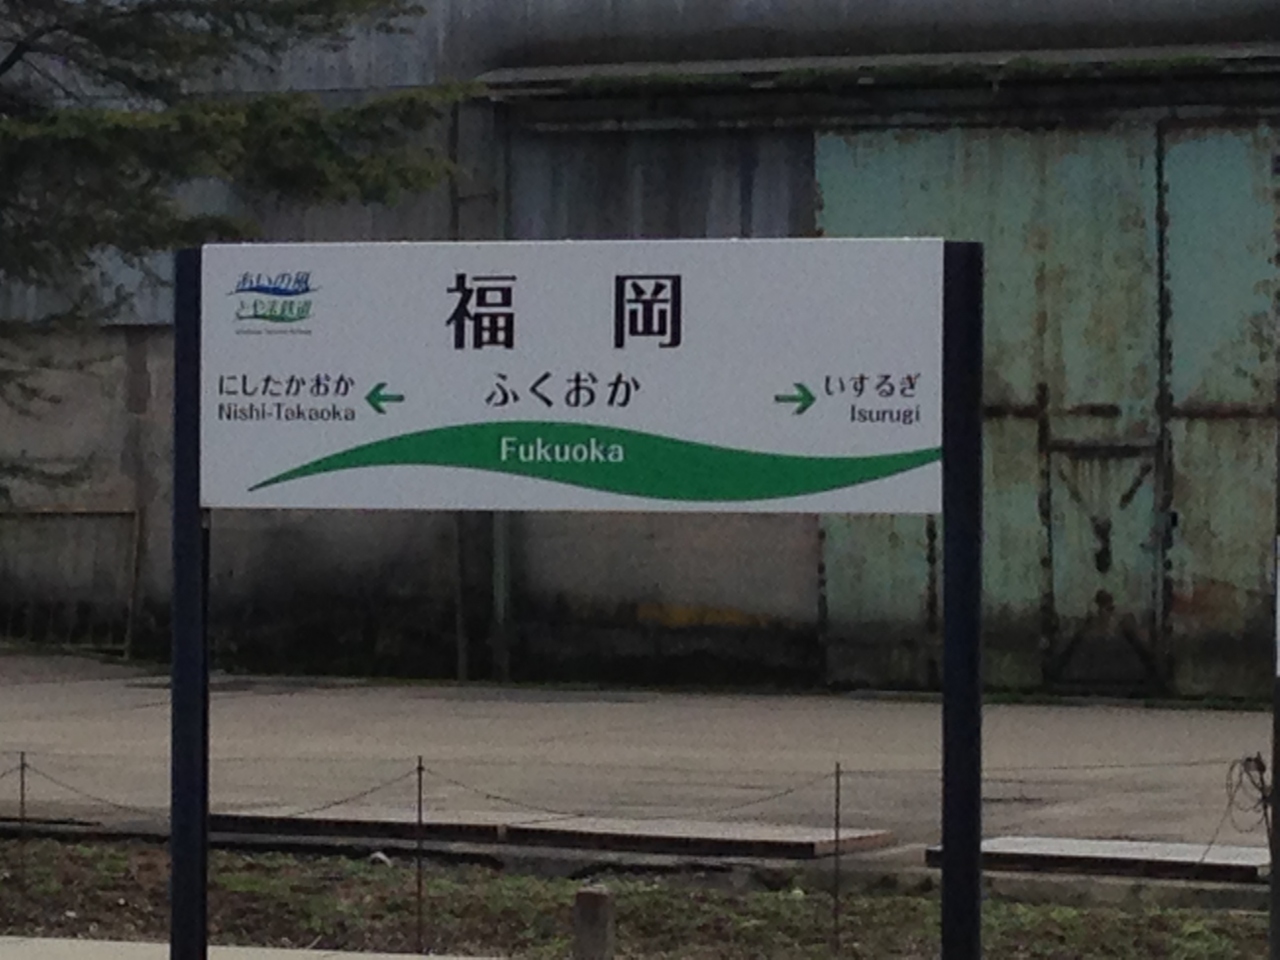 あいの風
とやま鉄道
福岡
にしたかおか ← ふくおか → いするぎ
Nishi-Takaoka
Isurugi
Fukuoka